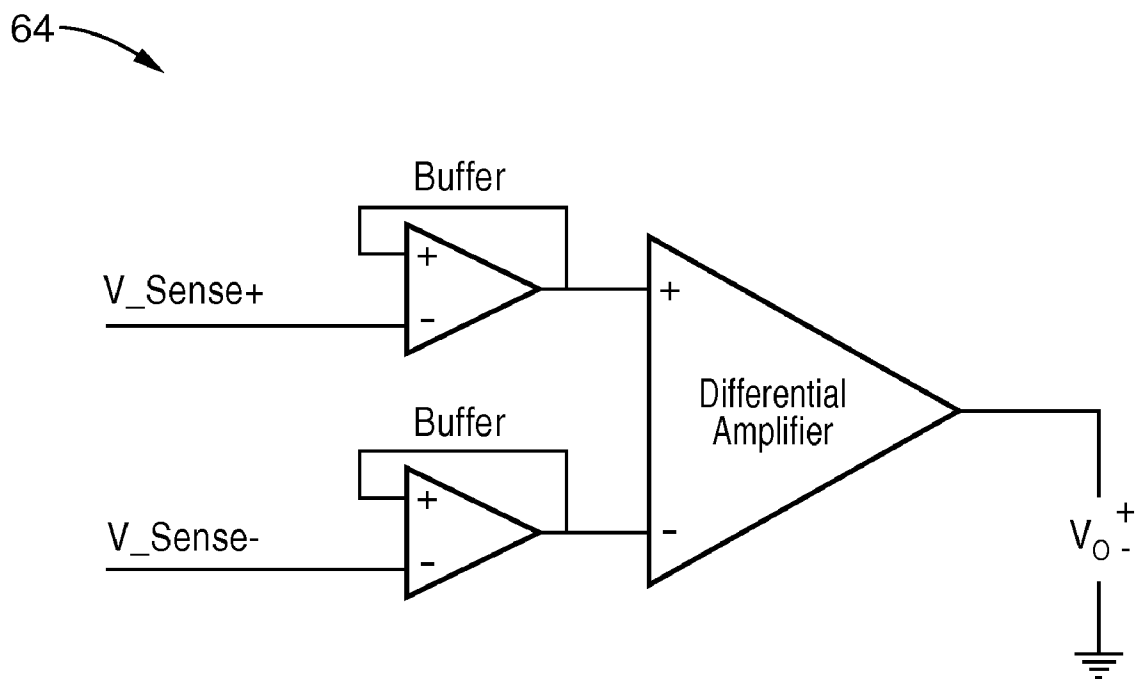 64
Buffer
+
V_Sense+
-
+
Differential
Amplifier
Buffer
+
V_Sense-
-
-
+
VO -